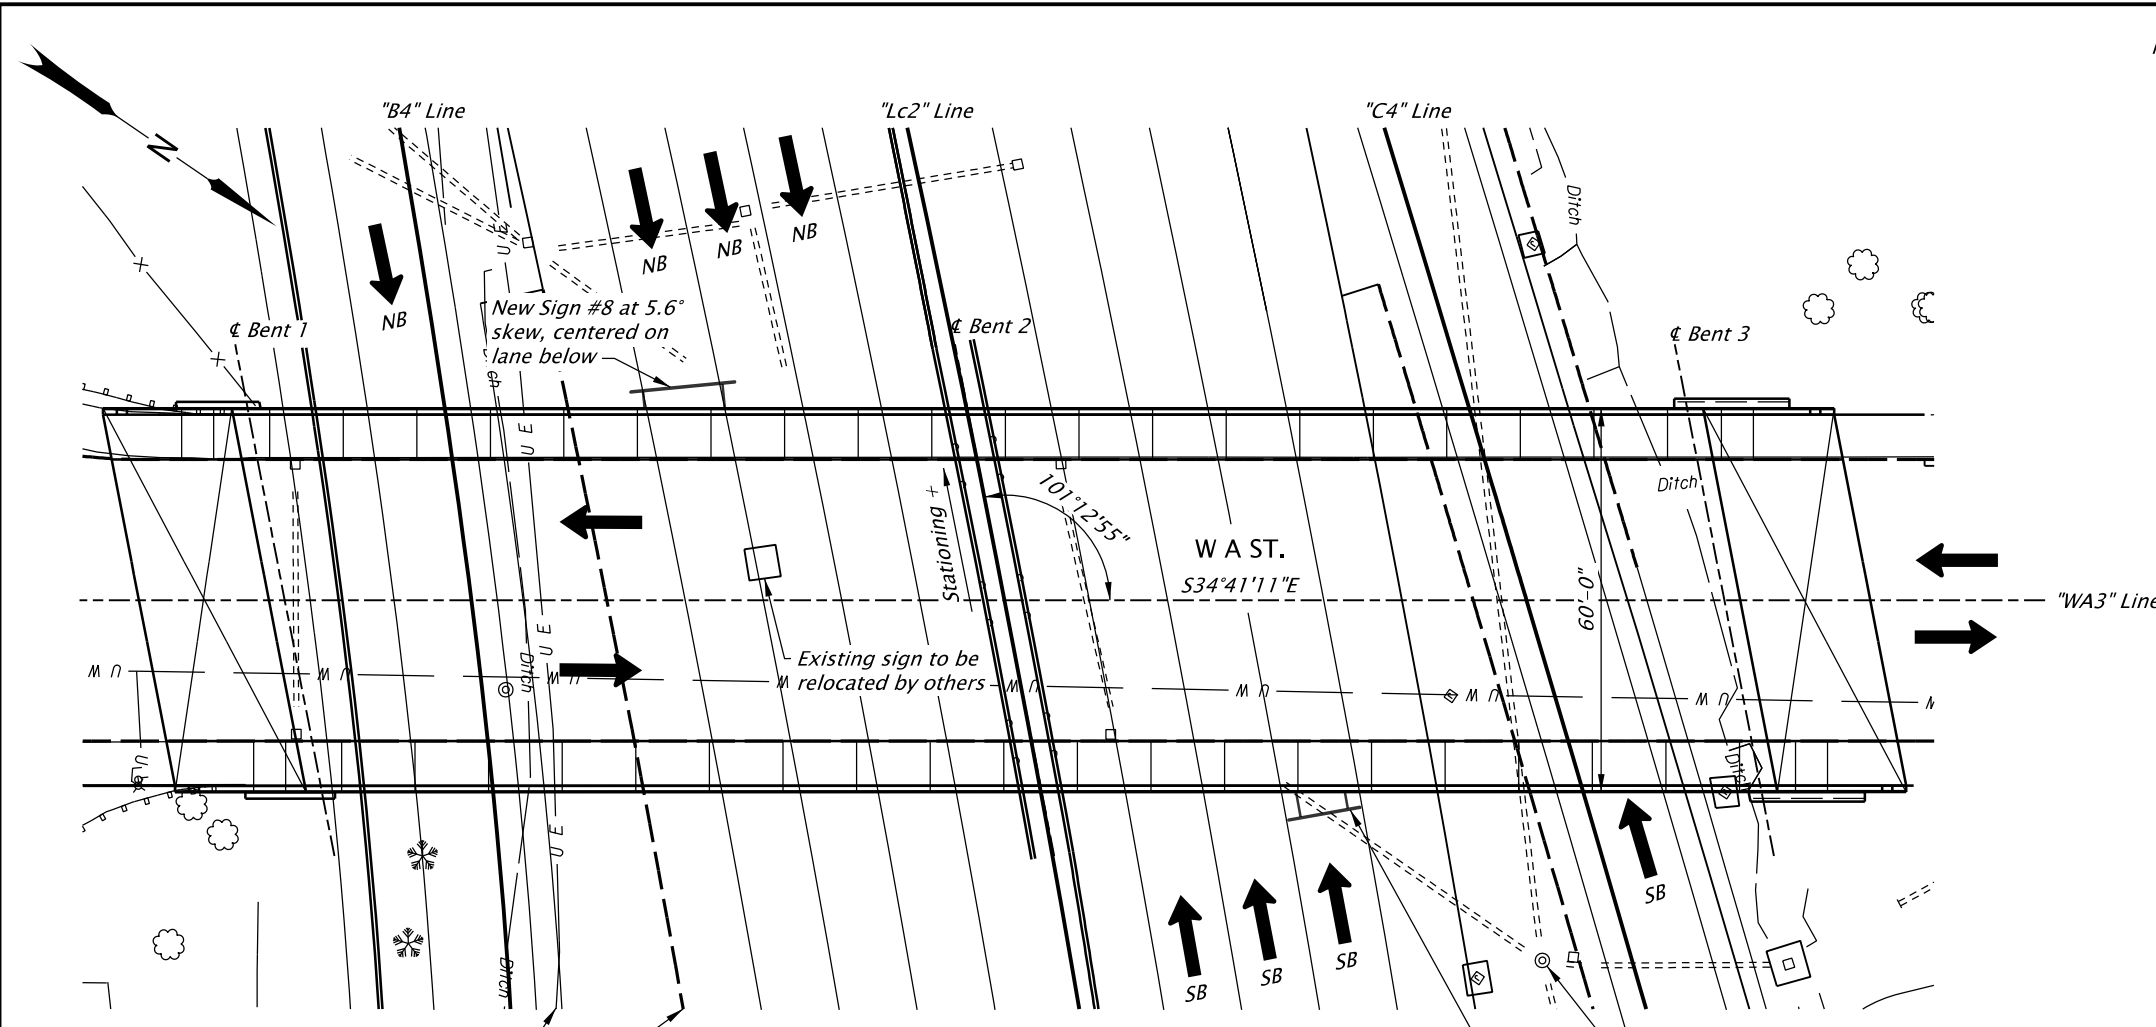 "B4" Line
"Lc2" Line
"C4" Line
N
Ditch
U E
NB
NB
NB
NB
New Sign #8 at 5.6°
skew, centered on
lane below
℄ Bent 1
℄ Bent 2
℄ Bent 3
U E
Ditch
Stationing +
101°12'55"
W A ST.
S34°41'11"E
60'-0"
"WA3" Line
U E
Ditch
Existing sign to be
relocated by others
U W
U W
U W
W
U W
U W
U W
U W
W
U
Ditch
U E
SB
SB
SB
SB
Ditch